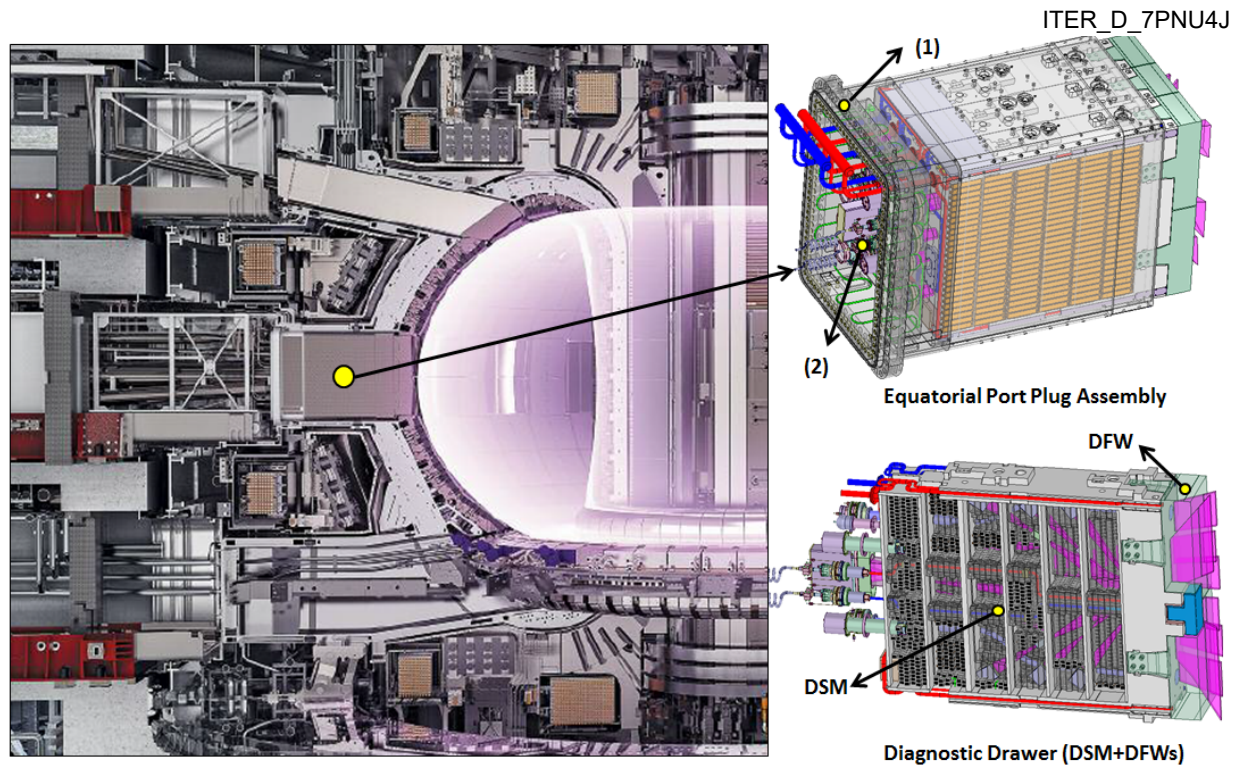 ITER_D_7PNU4J
(1)
(2)
Equatorial Port Plug Assembly
DFW
DSM
Diagnostic Drawer (DSM+DFWs)